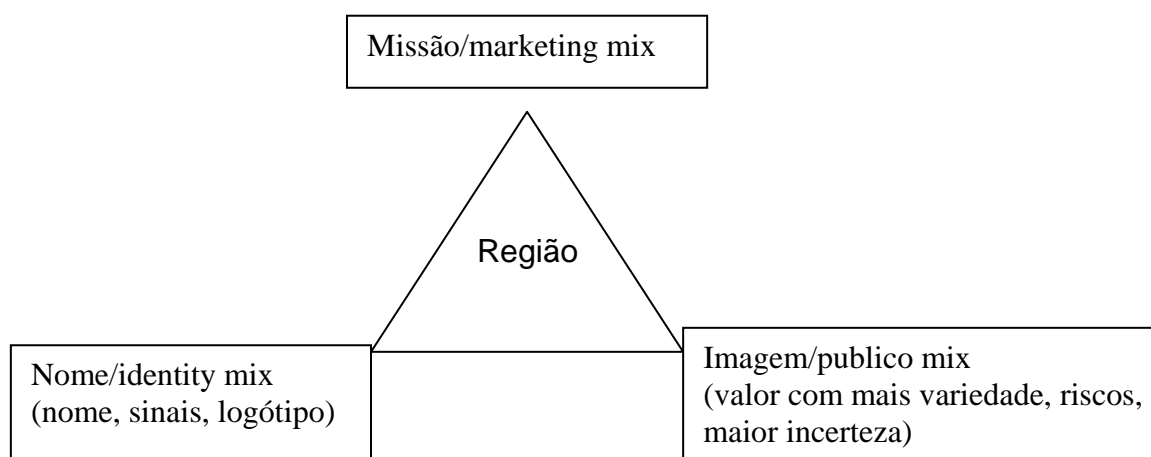 Missão/marketing mix
Região
Nome/identity mix
(nome, sinais, logótipo)
Imagem/publico mix
(valor com mais variedade, riscos,
maior incerteza)